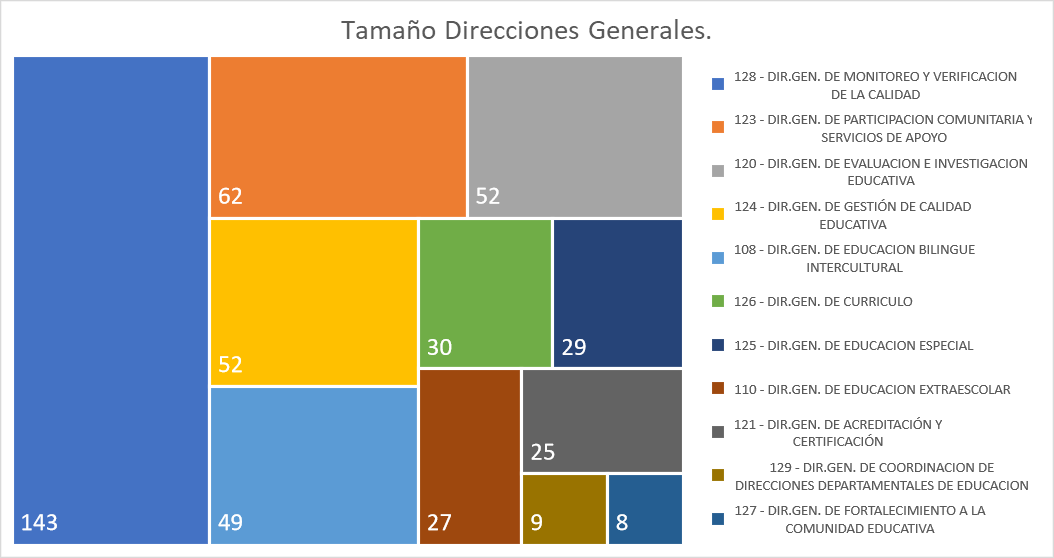 Tamaño Direcciones Generales.
143
62
52
52
49
30
29
27
25
9
8
128 - DIR.GEN. DE MONITOREO Y VERIFICACION
DE LA CALIDAD
123 - DIR.GEN. DE PARTICIPACION COMUNITARIA Y
SERVICIOS DE APOYO
120 - DIR.GEN. DE EVALUACION E INVESTIGACION
EDUCATIVA
124 - DIR.GEN. DE GESTIÓN DE CALIDAD
EDUCATIVA
108 - DIR.GEN. DE EDUCACION BILINGUE
INTERCULTURAL
126 - DIR.GEN. DE CURRICULO
125 - DIR.GEN. DE EDUCACION ESPECIAL
110 - DIR.GEN. DE EDUCACION EXTRAESCOLAR
121 - DIR.GEN. DE ACREDITACIÓN Y
CERTIFICACIÓN
129 - DIR.GEN. DE COORDINACION DE
DIRECCIONES DEPARTAMENTALES DE EDUCACION
127 - DIR.GEN. DE FORTALECIMIENTO A LA
COMUNIDAD EDUCATIVA